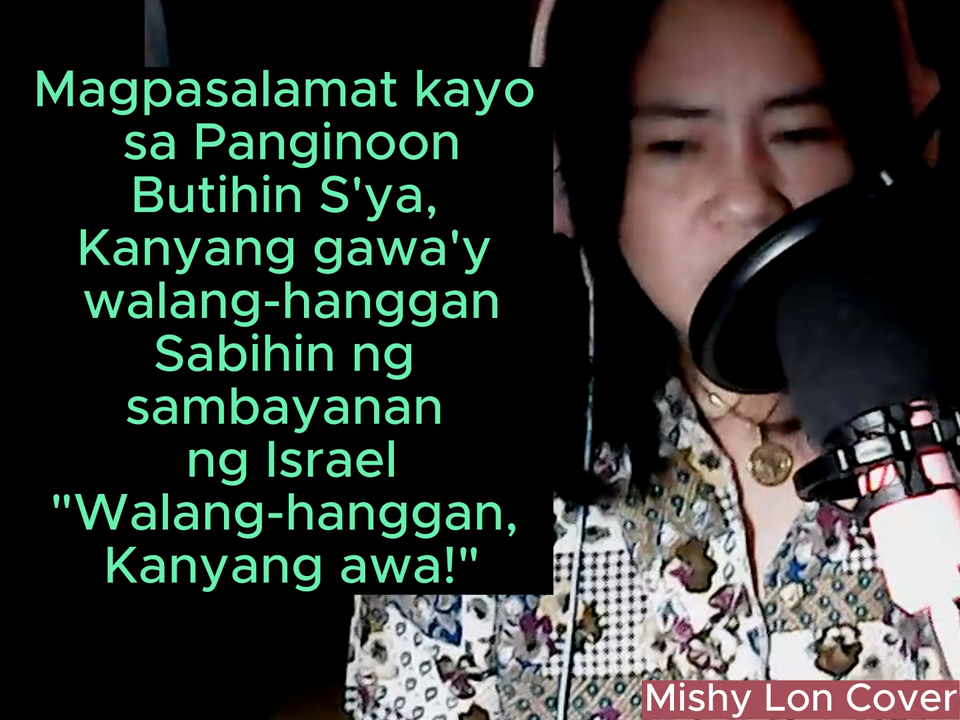 Magpasalamat kayo
sa Panginoon
Butihin S'ya,
Kanyang gawa'y
walang-hanggan
Sabihin ng
sambayanan
ng Israel
"Walang-hanggan,
Kanyang awa!"
Mishy Lon Cover